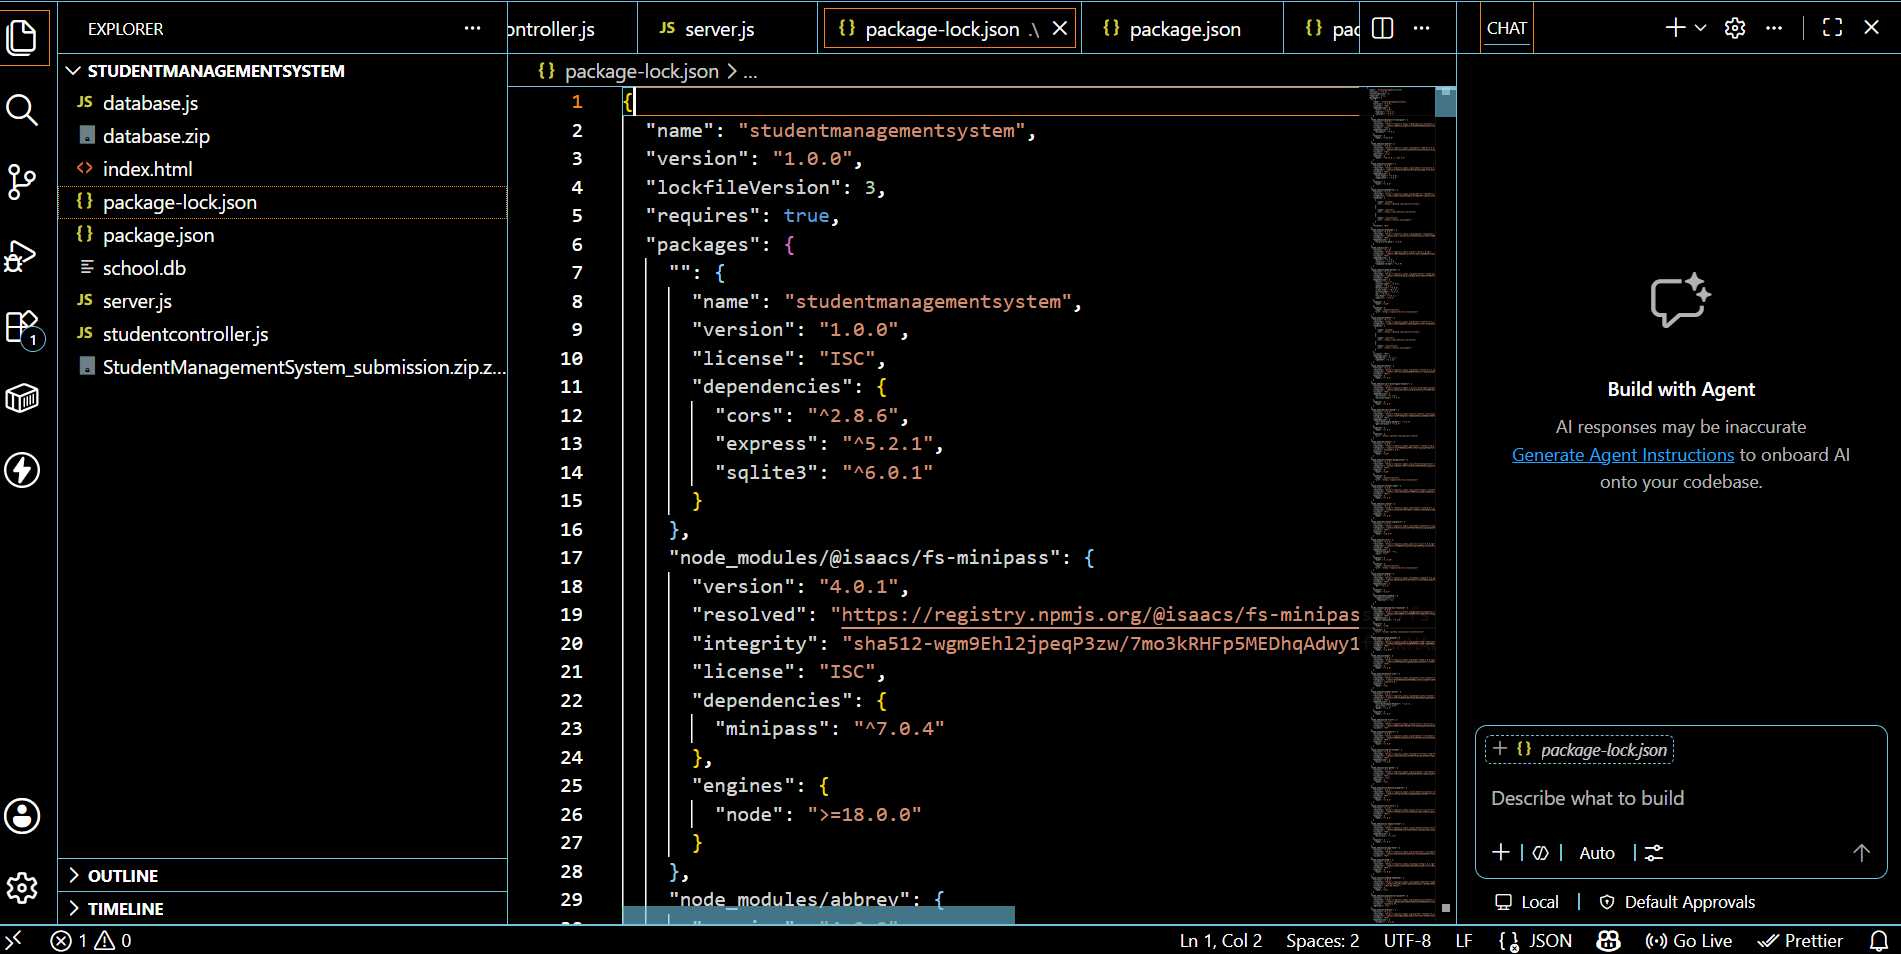 EXPLORER
STUDENTMANAGEMENTSYSTEM
JS database.js
database.zip
<> index.html
{} package-lock.json
{} package.json
school.db
JS server.js
JS studentcontroller.js
StudentManagementSystem_submission.zip.z...
OUTLINE
TIMELINE
1
ontroller.js
JS server.js
{} package-lock.json .\
{} package.json
{} pac
{} package-lock.json > ...
1 {
2 "name": "studentmanagementsystem",
3 "version": "1.0.0",
4 "lockfileVersion": 3,
5 "requires": true,
6 "packages": {
7 "": {
8 "name": "studentmanagementsystem",
9 "version": "1.0.0",
10 "license": "ISC",
11 "dependencies": {
12 "cors": "^2.8.6",
13 "express": "^5.2.1",
14 "sqlite3": "^6.0.1"
15 }
16 },
17 "node_modules/@isaacs/fs-minipass": {
18 "version": "4.0.1",
19 "resolved": "https://registry.npmjs.org/@isaacs/fs-minipas
20 "integrity": "sha512-wgm9Ehl2jpeqP3zw/7mo3kRHFp5MEDhqAdwy1
21 "license": "ISC",
22 "dependencies": {
23 "minipass": "^7.0.4"
24 },
25 "engines": {
26 "node": ">=18.0.0"
27 }
28 },
29 "node_modules/abbrev": {
CHAT
Build with Agent
AI responses may be inaccurate
Generate Agent Instructions to onboard AI
onto your codebase.
{} package-lock.json
Describe what to build
Auto
Local
Default Approvals
1 0
Ln 1, Col 2
Spaces: 2
UTF-8
LF
JSON
Go Live
Prettier